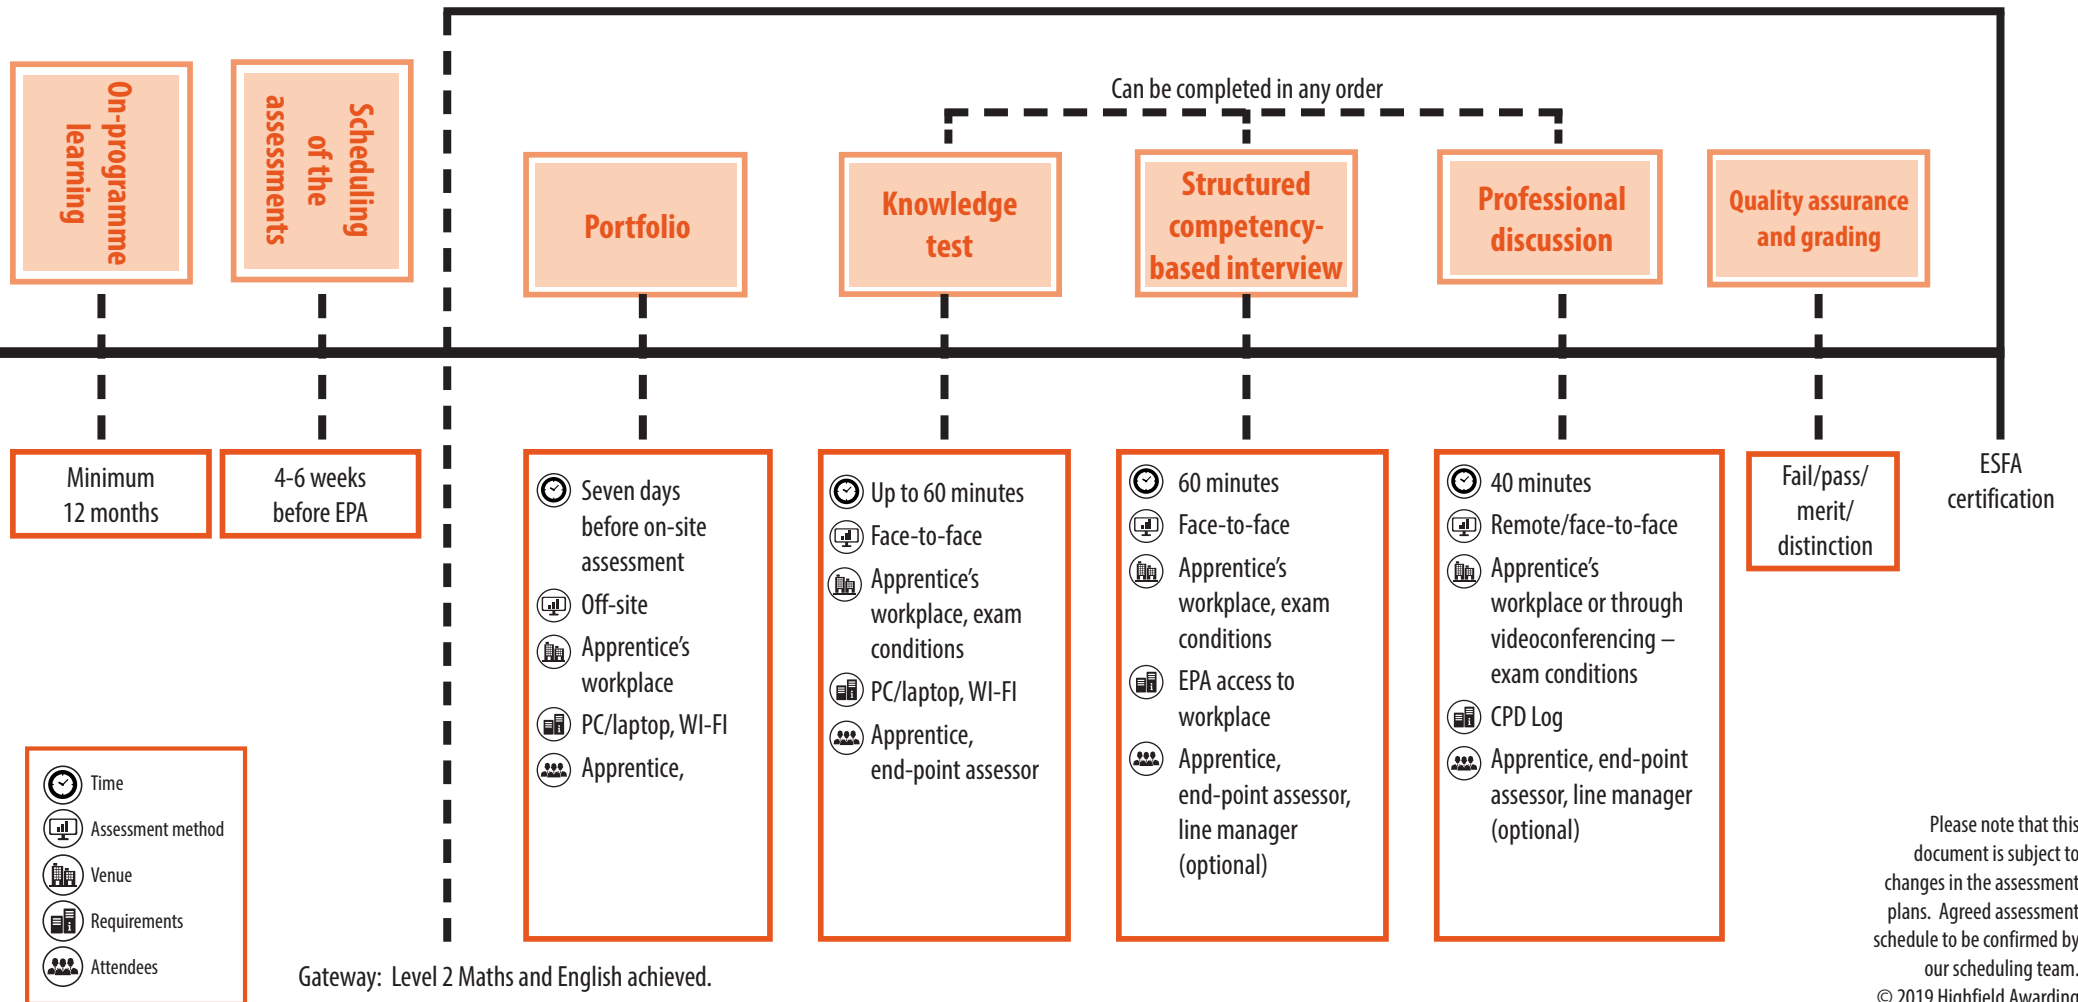 Can be completed in any order
On-programme
learning
Scheduling
of the
assessments
Portfolio
Knowledge
test
Structured
competency-
based interview
Professional
discussion
Quality assurance
and grading
Minimum
12 months
4-6 weeks
before EPA
Seven days
before on-site
assessment
Off-site
Apprentice's
workplace
PC/laptop, WI-FI
Apprentice,
Up to 60 minutes
Face-to-face
Apprentice's
workplace, exam
conditions
PC/laptop, WI-FI
Apprentice,
end-point assessor
60 minutes
Face-to-face
Apprentice's
workplace, exam
conditions
EPA access to
workplace
Apprentice,
end-point assessor,
line manager
(optional)
40 minutes
Remote/face-to-face
Apprentice's
workplace or through
videoconferencing –
exam conditions
CPD Log
Apprentice, end-point
assessor, line manager
(optional)
Fail/pass/
merit/
distinction
ESFA
certification
Time
Assessment method
Venue
Requirements
Attendees
Gateway: Level 2 Maths and English achieved.
Please note that this
document is subject to
changes in the assessment
plans. Agreed assessment
schedule to be confirmed by
our scheduling team.
© 2019 Highfield Awarding